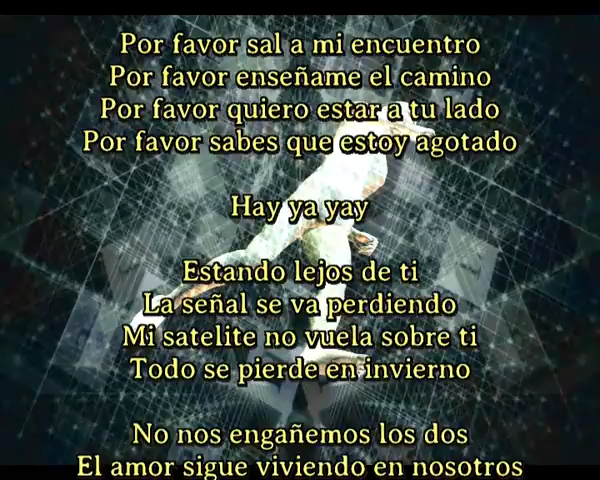 Por favor sal a mi encuentro
Por favor enseñame el camino
Por favor quiero estar a tu lado
Por favor sabes que estoy agotado
Hay ya yay
Estando lejos de ti
La señal se va perdiendo
Mi satelite no vuela sobre ti
Todo se pierde en invierno
No nos engañemos los dos
El amor sigue viviendo en nosotros